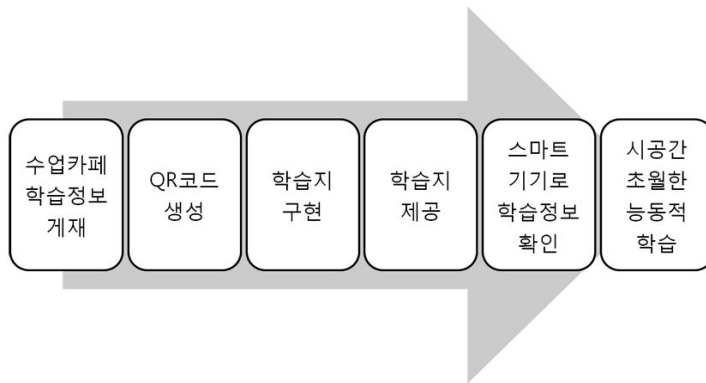 수업카페
학습정보
게재
QR코드
생성
학습지
구현
학습지
제공
스마트
기기로
학습정보
확인
시공간
초월한
능동적
학습